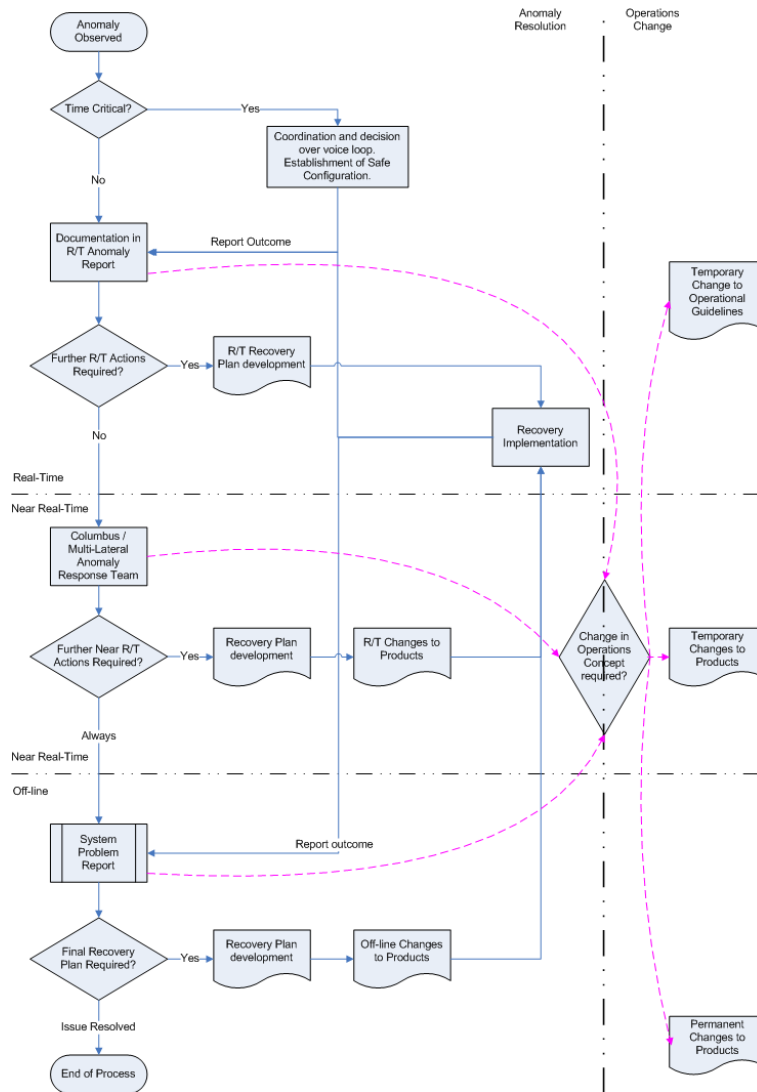 Anomaly
Resolution
Operations
Change
Anomaly
Observed
Time Critical?
Yes
Coordination and decision
over voice loop.
Establishment of Safe
Configuration.
No
Documentation in
R/T Anomaly
Report
Report Outcome
Temporary
Change to
Operational
Guidelines
Further R/T Actions
Required?
Yes
R/T Recovery
Plan development
No
Recovery
Implementation
Real-Time
Near Real-Time
Columbus /
Multi-Lateral
Anomaly
Response Team
Further Near R/T
Actions Required?
Yes
Recovery Plan
development
R/T Changes
to Products
Change in
Operations
Concept
required?
Temporary
Changes to
Products
Always
Near Real-Time
Off-line
System
Problem
Report
Report outcome
Final Recovery
Plan Required?
Yes
Recovery Plan
development
Off-line Changes
to Products
Issue Resolved
Permanent
Changes to
Products
End of Process